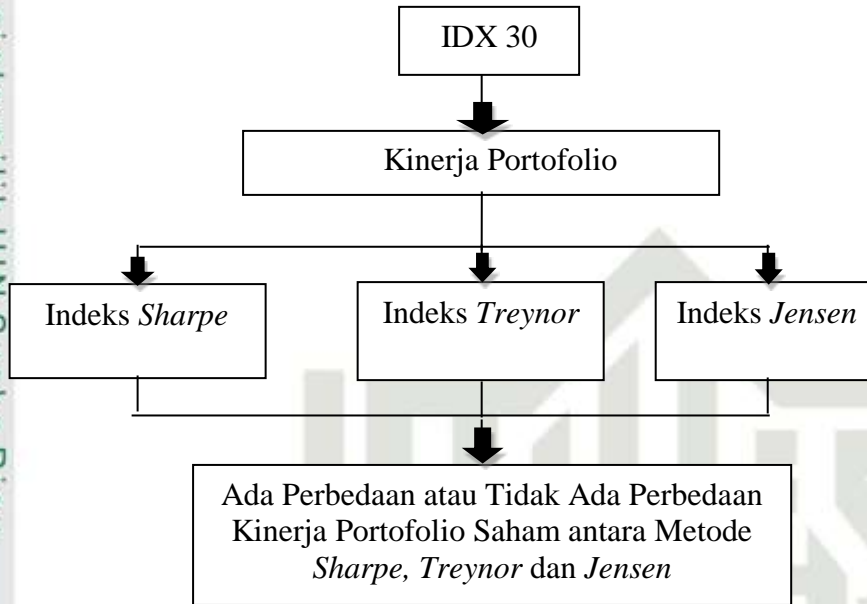 IDX 30
Kinerja Portofolio
Indeks Sharpe
Indeks Treynor
Indeks Jensen
Ada Perbedaan atau Tidak Ada Perbedaan
Kinerja Portofolio Saham antara Metode
Sharpe, Treynor dan Jensen